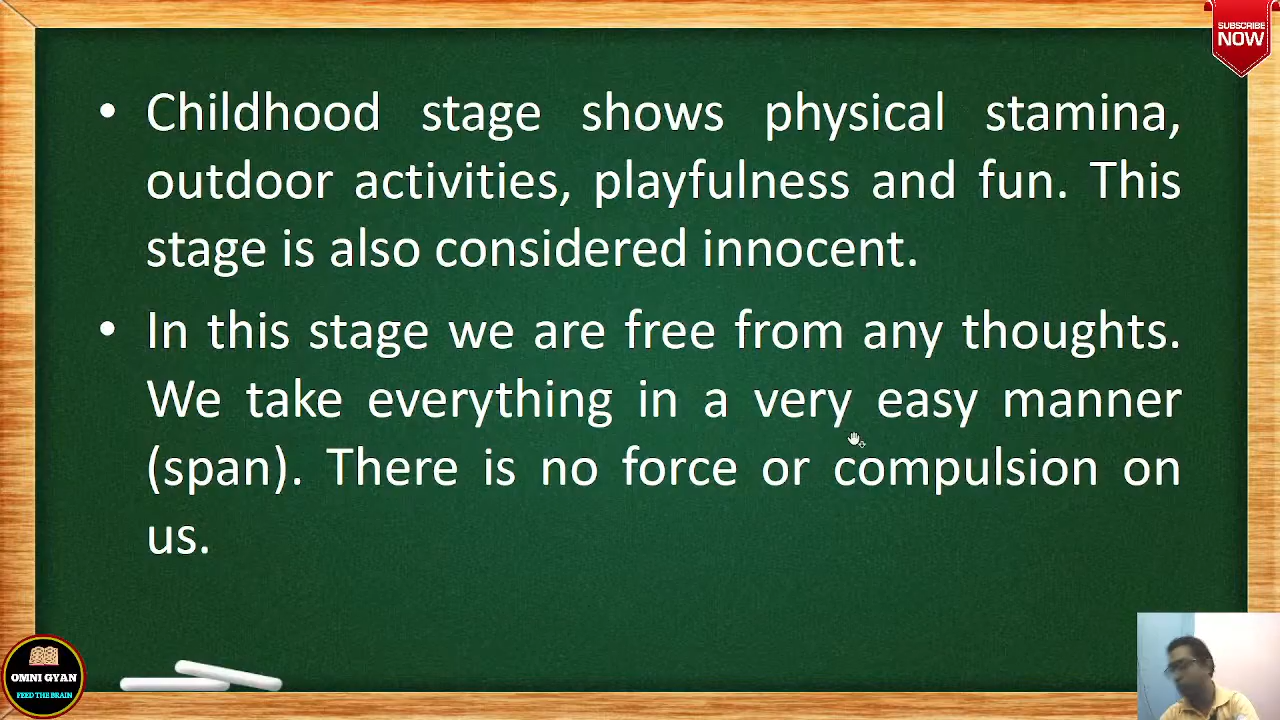 SUBSCRIBE
NOW
• Childhood stage shows physical stamina,
outdoor activities, playfulness and fun. This
stage is also considered innocent.
• In this stage we are free from any thoughts.
We take everything in a very easy manner
(span). There is no force or compulsion on
us.
OMNI GYAN
FEED THE BRAIN